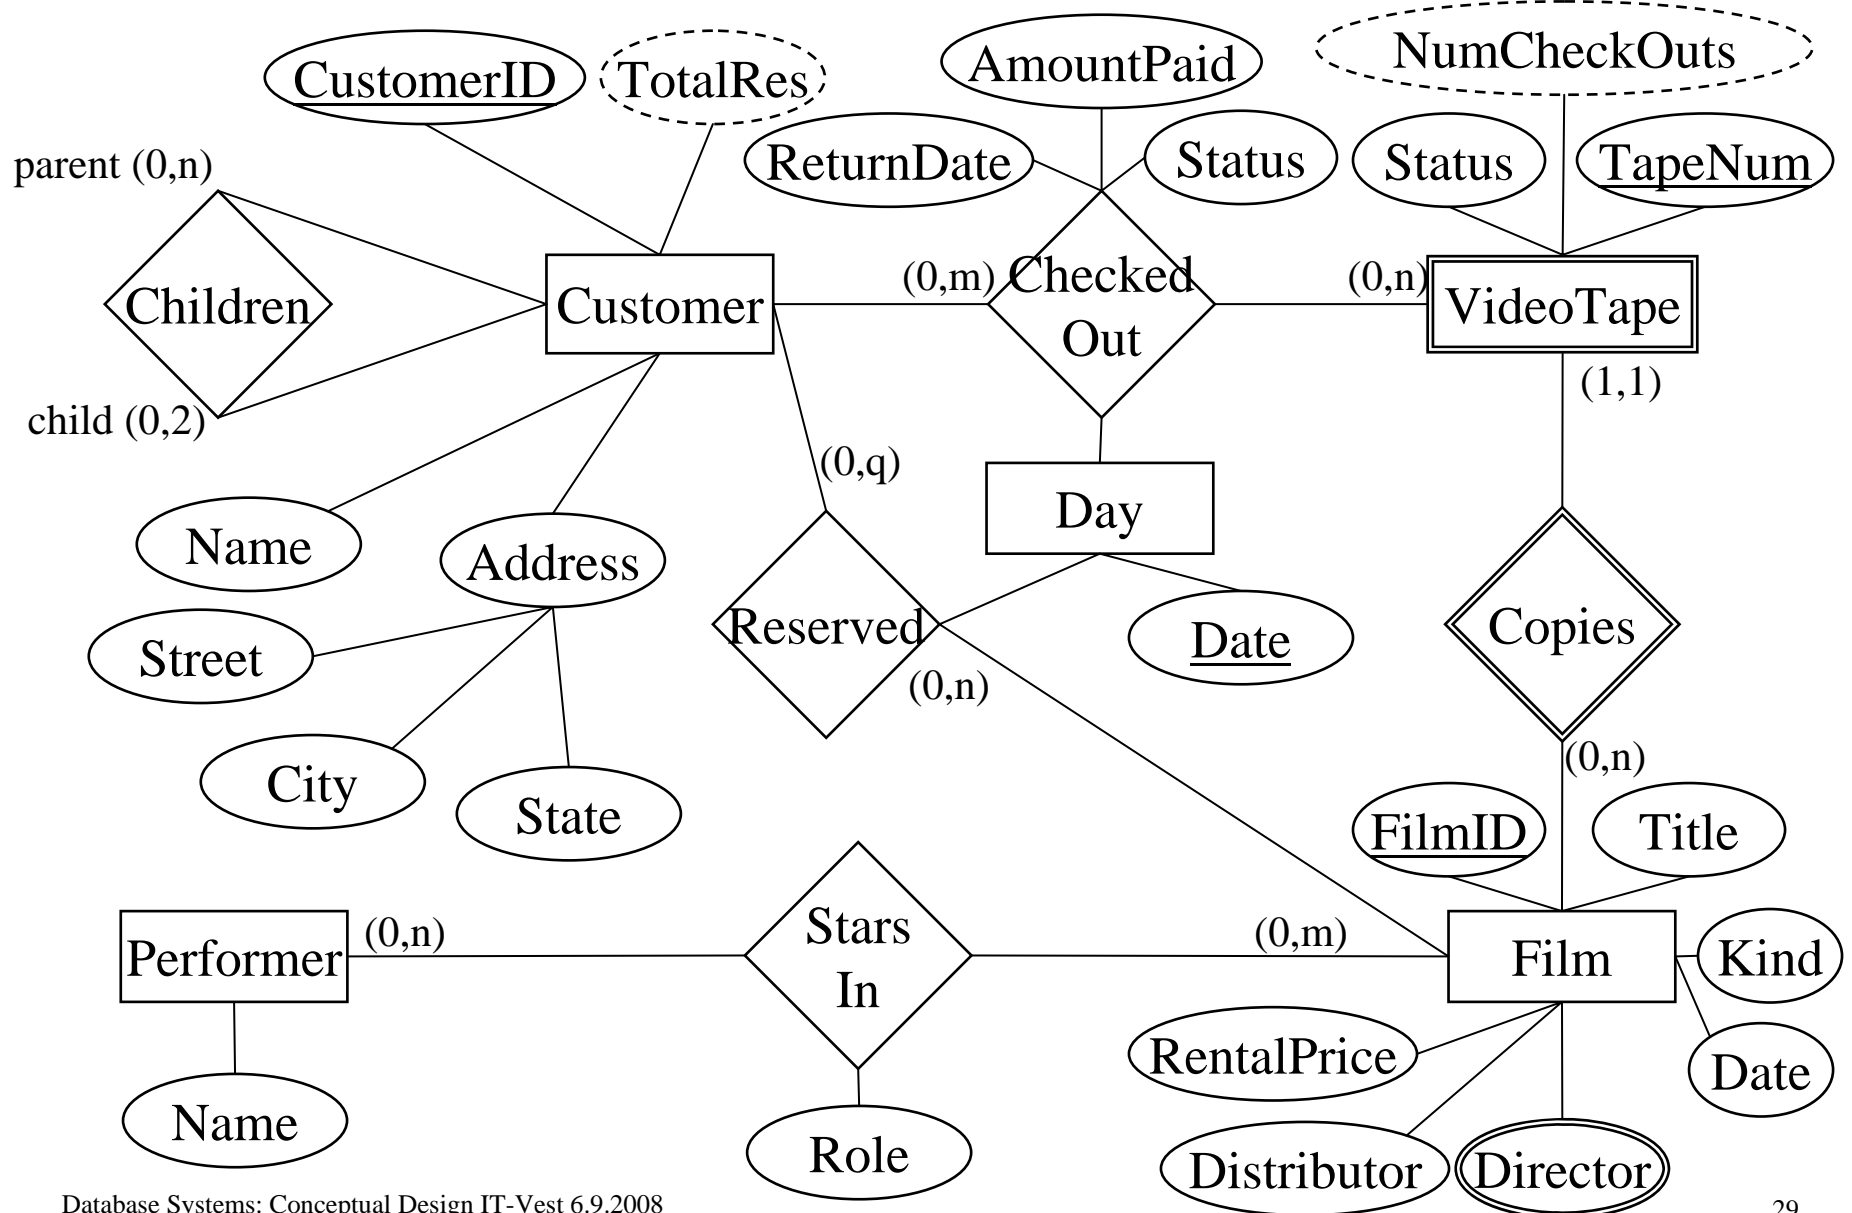 NumCheckOuts
AmountPaid
CustomerID
TotalRes
parent (0,n)
ReturnDate
Status
Status
TapeNum
Children
Customer
(0,m)
Checked
Out
(0,n)
VideoTape
(1,1)
child (0,2)
(0,q)
Day
Name
Address
Reserved
Date
Copies
Street
(0,n)
City
State
(0,n)
FilmID
Title
Performer
(0,n)
Stars
In
(0,m)
Film
Kind
RentalPrice
Date
Name
Role
Distributor
Director
Database Systems: Conceptual Design IT-Vest 6.9.2008
29